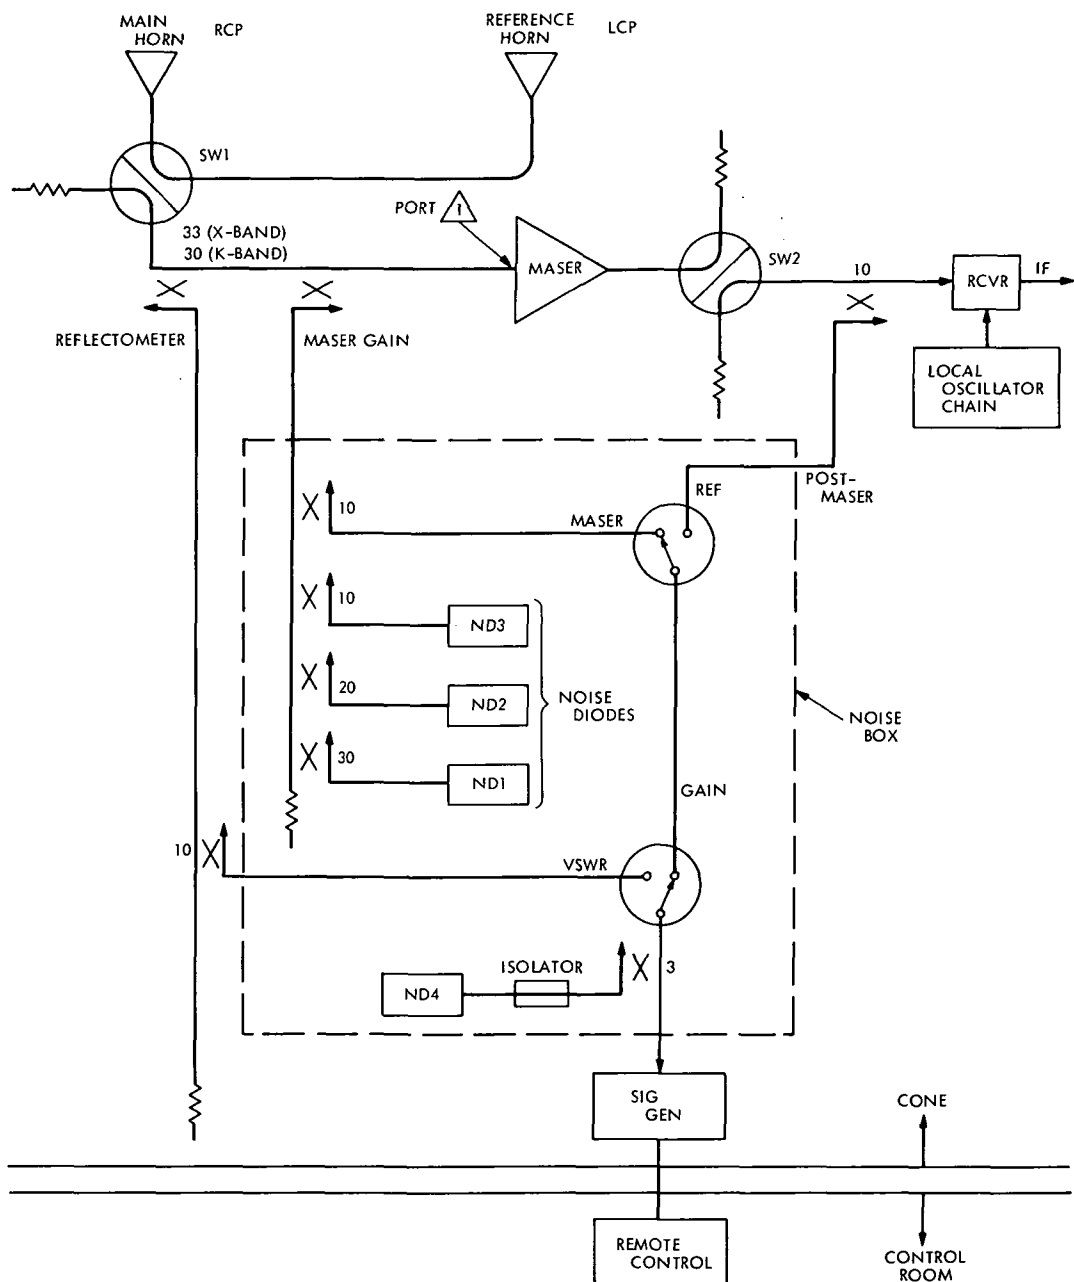 MAIN
HORN
RCP
REFERENCE
HORN
LCP
SW1
33 (X-BAND)
30 (K-BAND)
PORT
1
MASER
SW2
10
RCVR
IF
REFLECTOMETER
MASER GAIN
LOCAL
OSCILLATOR
CHAIN
POST-
MASER
REF
10
MASER
10
ND3
20
ND2
NOISE
DIODES
30
ND1
NOISE
BOX
GAIN
10
VSWR
ISOLATOR
3
ND4
SIG
GEN
CONE
REMOTE
CONTROL
CONTROL
ROOM